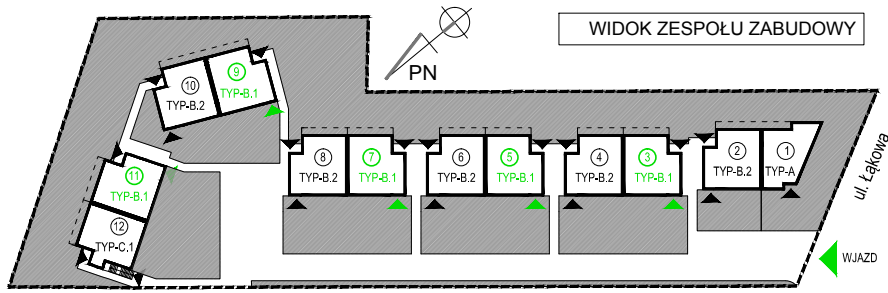 WIDOK ZESPOŁU ZABUDOWY
PN
9
TYP-B.1
10
TYP-B.2
8
TYP-B.2
7
TYP-B.1
6
TYP-B.2
5
TYP-B.1
4
TYP-B.2
3
TYP-B.1
2
TYP-B.2
1
TYP-A
11
TYP-B.1
12
TYP-C.1
ul. Łąkowa
WJAZD